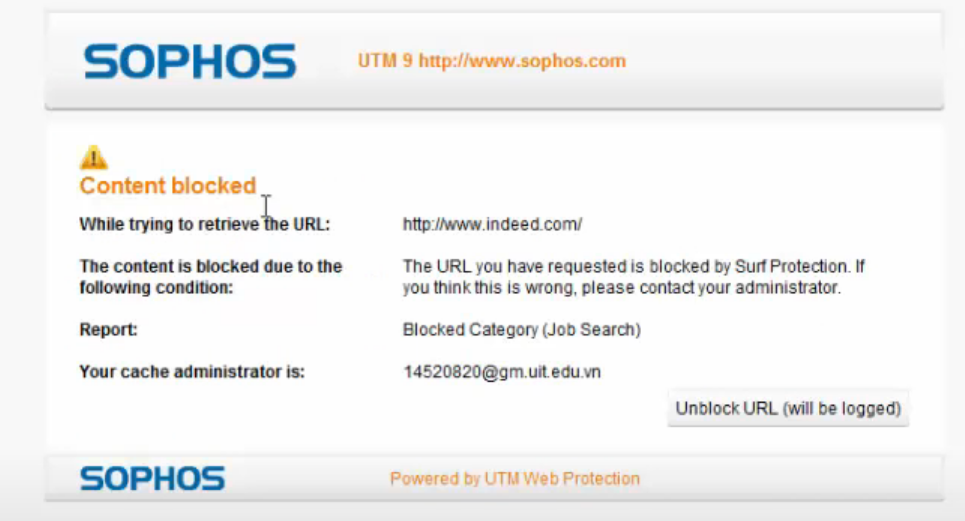 SOPHOS UTM 9 http://www.sophos.com
Content blocked
While trying to retrieve the URL: http://www.indeed.com/
The content is blocked due to the The URL you have requested is blocked by Surf Protection. If
following condition: you think this is wrong, please contact your administrator.
Report: Blocked Category (Job Search)
Your cache administrator is: 14520820@gm.uit.edu.vn
Unblock URL (will be logged)
SOPHOS Powered by UTM Web Protection